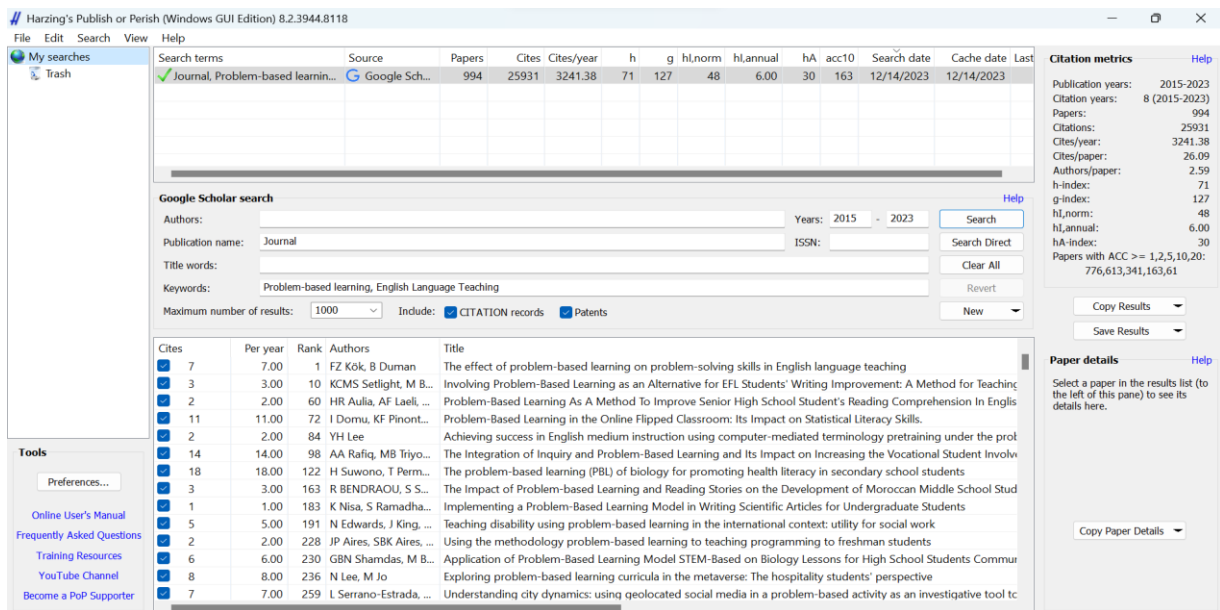 Harzing's Publish or Perish (Windows GUI Edition) 8.2.3944.8118
File Edit Search View Help
My searches
Trash
Search terms Source Papers Cites Cites/year h g hI,norm hI,annual hA acc10 Search date Cache date Last
Journal, Problem-based learnin... Google Sch... 994 25931 3241.38 71 127 48 6.00 30 163 12/14/2023 12/14/2023
Google Scholar search Help
Authors: Years: 2015 - 2023 Search
Publication name: Journal ISSN: Search Direct
Title words: Clear All
Keywords: Problem-based learning, English Language Teaching Revert
Maximum number of results: 1000 Include: CITATION records Patents New
Cites Per year Rank Authors Title
7 7.00 1 FZ Kök, B Duman The effect of problem-based learning on problem-solving skills in English language teaching
3 3.00 10 KCMS Setlight, M B... Involving Problem-Based Learning as an Alternative for EFL Students' Writing Improvement: A Method for Teaching
2 2.00 60 HR Aulia, AF Laeli, ... Problem-Based Learning As A Method To Improve Senior High School Student's Reading Comprehension In Englis
11 11.00 72 I Domu, KF Pinont... Problem-Based Learning in the Online Flipped Classroom: Its Impact on Statistical Literacy Skills.
2 2.00 84 YH Lee Achieving success in English medium instruction using computer-mediated terminology pretraining under the prob
14 14.00 98 AA Rafiq, MB Triyo... The Integration of Inquiry and Problem-Based Learning and Its Impact on Increasing the Vocational Student Involv
18 18.00 122 H Suwono, T Perm... The problem-based learning (PBL) of biology for promoting health literacy in secondary school students
3 3.00 163 R BENDRAOU, S S... The Impact of Problem-based Learning and Reading Stories on the Development of Moroccan Middle School Stud
1 1.00 183 K Nisa, S Ramadha... Implementing a Problem-Based Learning Model in Writing Scientific Articles for Undergraduate Students
5 5.00 191 N Edwards, J King, ... Teaching disability using problem-based learning in the international context: utility for social work
2 2.00 228 JP Aires, SBK Aires, ... Using the methodology problem-based learning to teaching programming to freshman students
6 6.00 230 GBN Shamdas, M B... Application of Problem-Based Learning Model STEM-Based on Biology Lessons for High School Students Commur
8 8.00 236 N Lee, M Jo Exploring problem-based learning curricula in the metaverse: The hospitality students' perspective
7 7.00 259 L Serrano-Estrada, ... Understanding city dynamics: using geolocated social media in a problem-based activity as an investigative tool to
Tools
Preferences...
Online User's Manual
Frequently Asked Questions
Training Resources
YouTube Channel
Become a PoP Supporter
Citation metrics Help
Publication years: 2015-2023
Citation years: 8 (2015-2023)
Papers: 994
Citations: 25931
Cites/year: 3241.38
Cites/paper: 26.09
Authors/paper: 2.59
h-index: 71
g-index: 127
hI,norm: 48
hI,annual: 6.00
hA-index: 30
Papers with ACC >= 1,2,5,10,20:
776,613,341,163,61
Copy Results
Save Results
Paper details Help
Select a paper in the results list (to
the left of this pane) to see its
details here.
Copy Paper Details